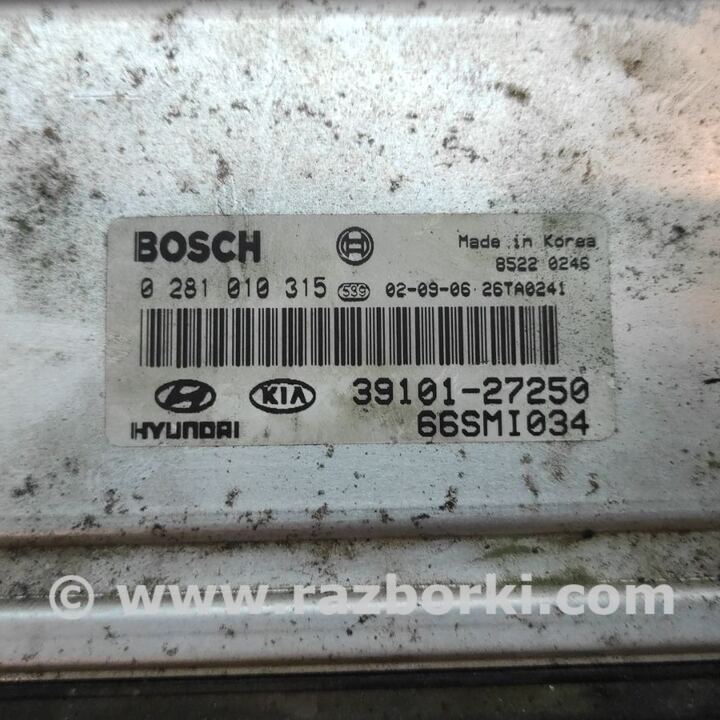 BOSCH
Made in Korea
8522 0246
0 281 010 315 539 02-09-06 26TA0241
HYUNDAI KIA 39101-27250
66SMI034
© www.razborki.com